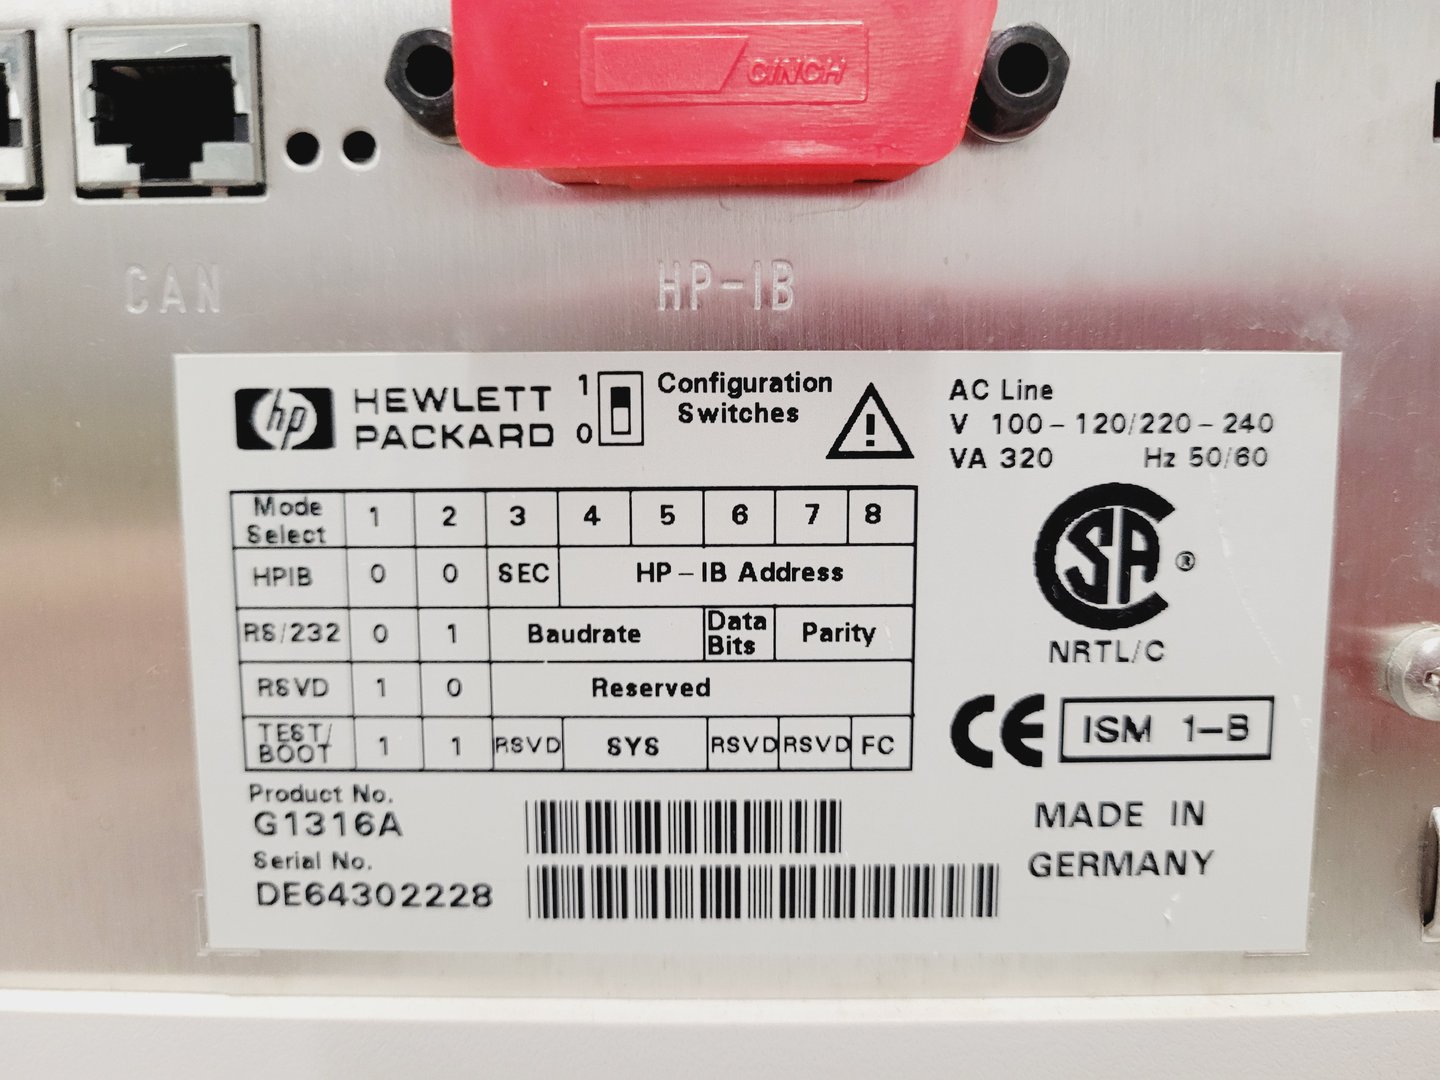 CINCH
CAN
HP-IB
hp HEWLETT PACKARD
1
0
Configuration
Switches
AC Line
V 100-120/220-240
VA 320 Hz 50/60
Mode Select 1 2 3 4 5 6 7 8
HPIB 0 0 SEC HP-IB Address
RS/232 0 1 Baudrate Data Bits Parity
RSVD 1 0 Reserved
TEST/BOOT 1 1 RSVD SYS RSVD RSVD FC
CSA ®
NRTL/C
CE ISM 1-B
Product No.
G1316A
Serial No.
DE64302228
MADE IN
GERMANY